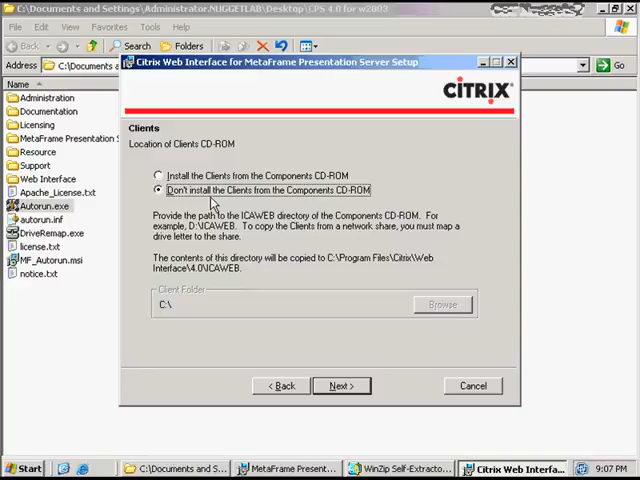 C:\Documents and Settings\Administrator.NUGGETLAB\Desktop\CPS 4.0 for w2003
File Edit View Favorites Tools Help
Back Search Folders
Address C:\Documents a Go
Name
Administration
Documentation
Licensing
MetaFrame Presentation S
Resource
Support
Web Interface
Apache_License.txt
Autorun.exe
autorun.inf
DriveRemap.exe
license.txt
MF_Autorun.msi
notice.txt
Citrix Web Interface for MetaFrame Presentation Server Setup
CITRIX
Clients
Location of Clients CD-ROM
Install the Clients from the Components CD-ROM
Don't install the Clients from the Components CD-ROM
Provide the path to the ICAWEB directory of the Components CD-ROM. For
example, D:\ICAWEB. To copy the Clients from a network share, you must map a
drive letter to the share.
The contents of this directory will be copied to C:\Program Files\Citrix\Web
Interface\4.0\ICAWEB.
Client Folder
C:\
Browse
< Back Next > Cancel
Start C:\Documents and S... MetaFrame Present... WinZip Self-Extracto... Citrix Web Interfa... 9:07 PM